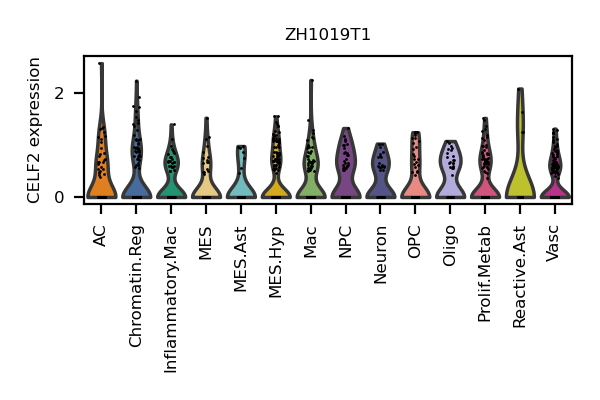 ZH1019T1
CELF2 expression
2
0
AC
Chromatin.Reg
Inflammatory.Mac
MES
MES.Ast
MES.Hyp
Mac
NPC
Neuron
OPC
Oligo
Prolif.Metab
Reactive.Ast
Vasc